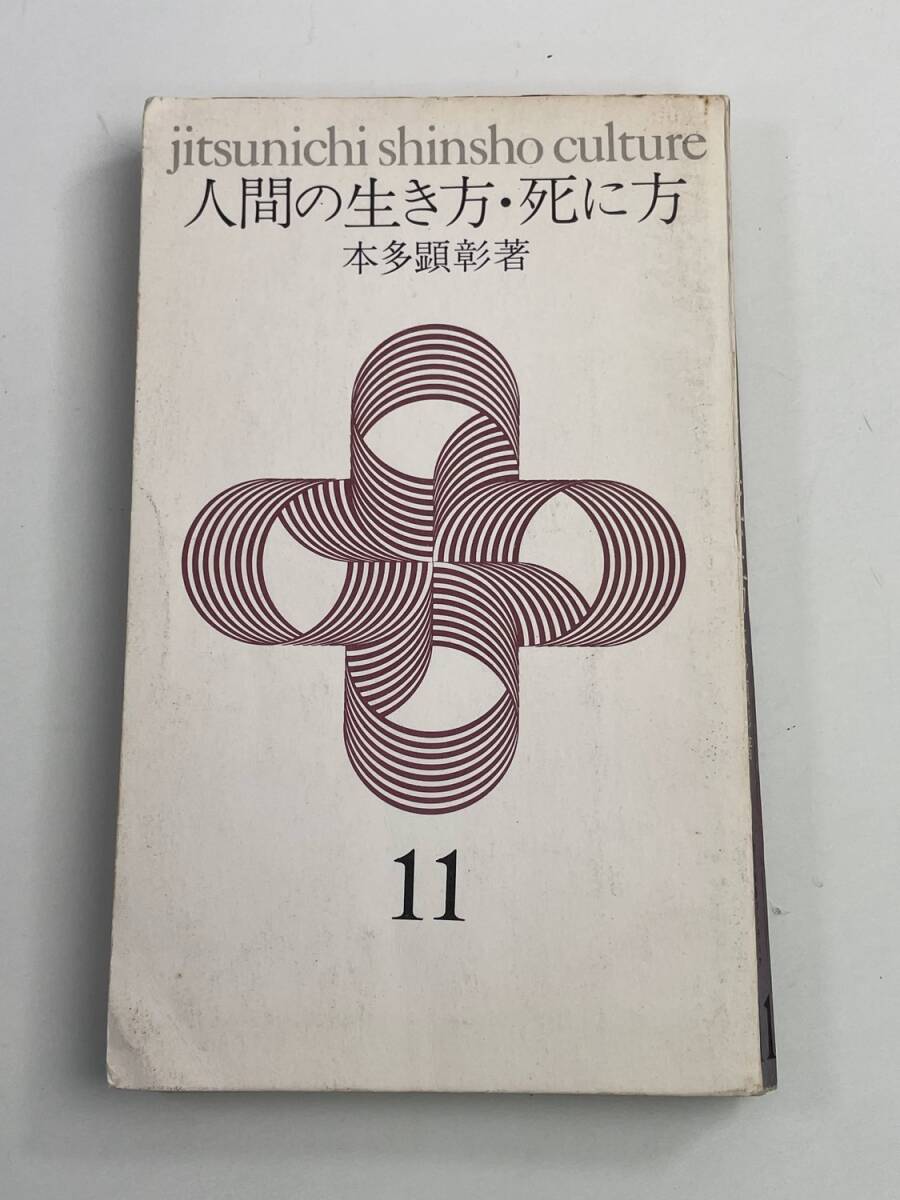 jitsunichi shinsho culture
人間の生き方・死に方
本多顕彰著
11